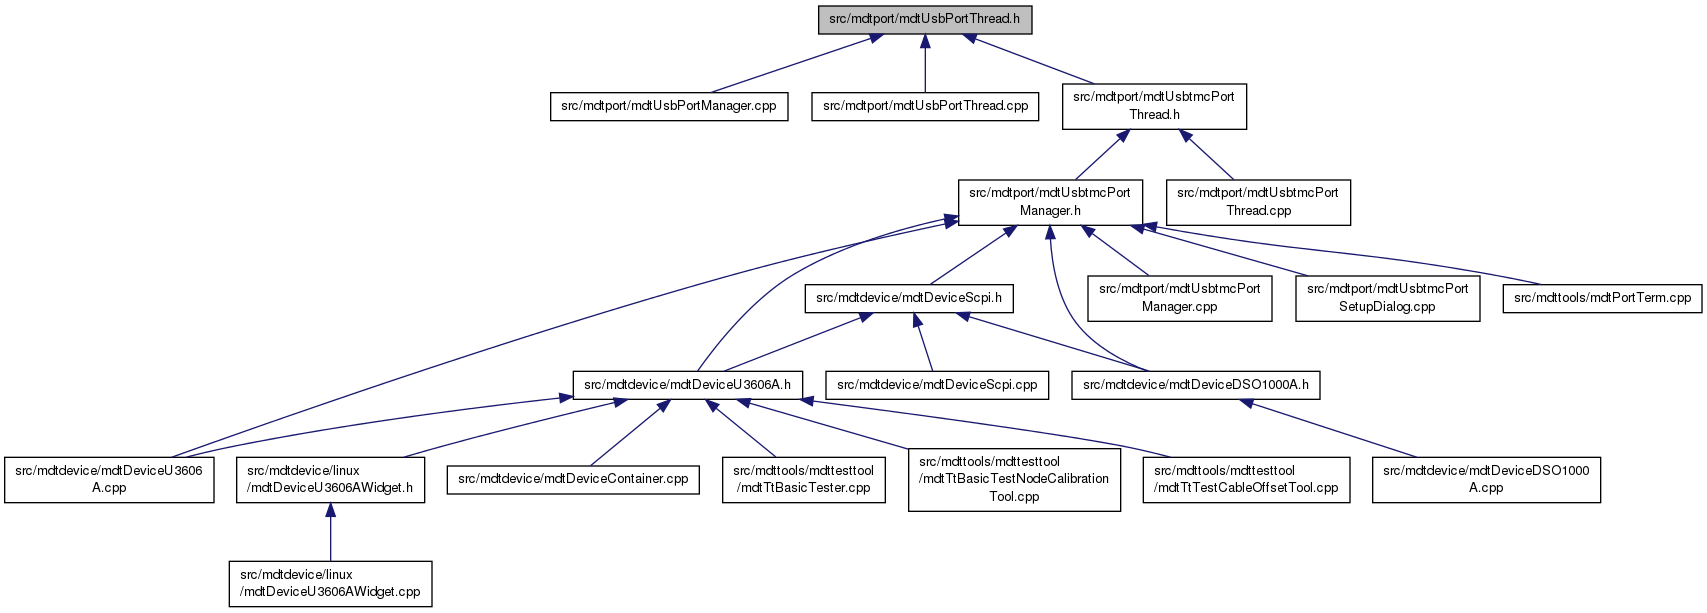 src/mdtport/mdtUsbPortThread.h
src/mdtport/mdtUsbPortManager.cpp
src/mdtport/mdtUsbPortThread.cpp
src/mdtport/mdtUsbtmcPort
Thread.h
src/mdtport/mdtUsbtmcPort
Manager.h
src/mdtport/mdtUsbtmcPort
Thread.cpp
src/mdtdevice/mdtDeviceScpi.h
src/mdtport/mdtUsbtmcPort
Manager.cpp
src/mdtport/mdtUsbtmcPort
SetupDialog.cpp
src/mdttools/mdtPortTerm.cpp
src/mdtdevice/mdtDeviceU3606A.h
src/mdtdevice/mdtDeviceScpi.cpp
src/mdtdevice/mdtDeviceDSO1000A.h
src/mdtdevice/mdtDeviceU3606
A.cpp
src/mdtdevice/linux
/mdtDeviceU3606AWidget.h
src/mdtdevice/mdtDeviceContainer.cpp
src/mdttools/mdttesttool
/mdtTtBasicTester.cpp
src/mdttools/mdttesttool
/mdtTtBasicTestNodeCalibration
Tool.cpp
src/mdttools/mdttesttool
/mdtTtTestCableOffsetTool.cpp
src/mdtdevice/mdtDeviceDSO1000
A.cpp
src/mdtdevice/linux
/mdtDeviceU3606AWidget.cpp